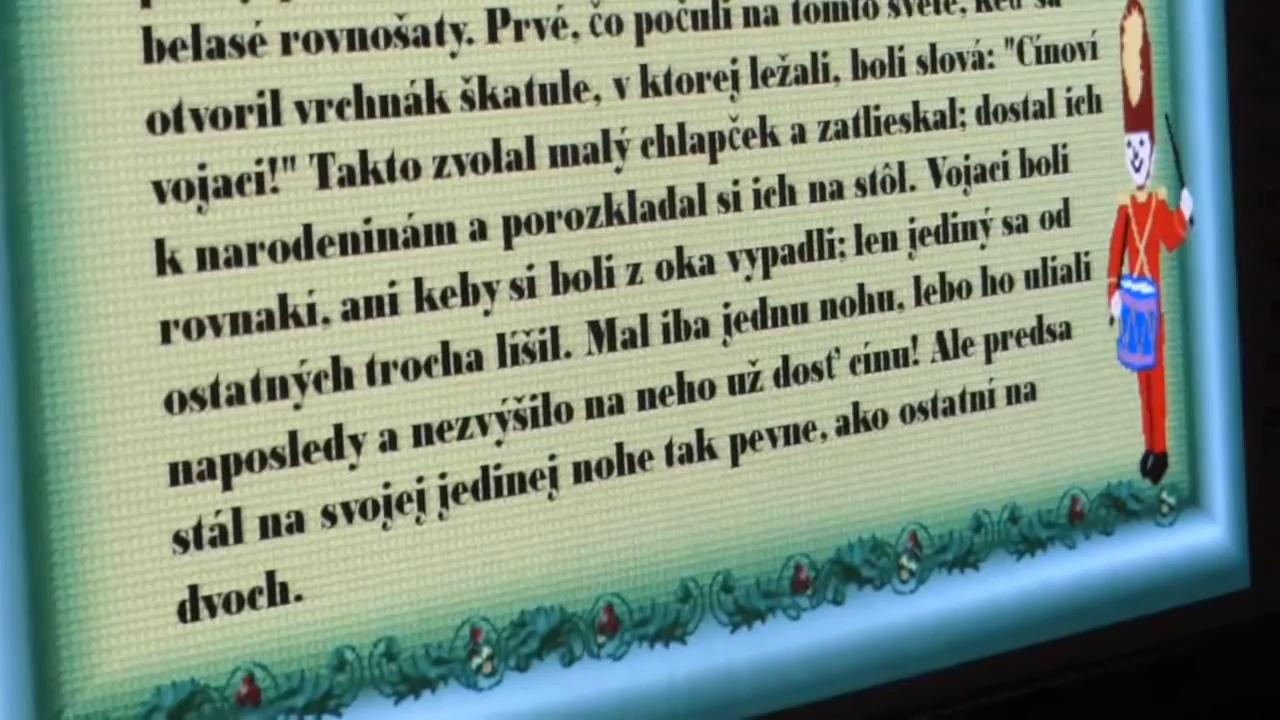 belasé rovnošaty. Prvé, čo počuli na tomto svete, keď sa
otvoril vrchnák škatule, v ktorej ležali, boli slová: "Cínoví
vojaci!" Takto zvolal malý chlapček a zatlieskal; dostal ich
k narodeninám a porozkladal si ich na stôl. Vojaci boli
rovnakí, ani keby si boli z oka vypadli; len jediný sa od
ostatných trocha líšil. Mal iba jednu nohu, lebo ho uliali
naposledy a nezvýšilo na neho už dosť cínu! Ale predsa
stál na svojej jedinej nohe tak pevne, ako ostatní na
dvoch.